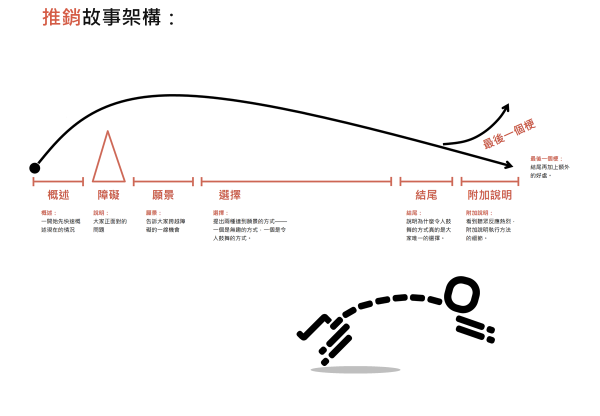 推銷故事架構：
最後一個梗
最後一個梗：
結尾再加上額外
的好處。
概述
障礙
願景
選擇
結尾
附加說明
概述：
一開始先快速概
述現在的情況
說明：
大家正面對的
問題
願景：
告訴大家跨越障
礙的一線機會
選擇：
提出兩種達到願景的方式——
一個是無趣的方式，一個是令
人鼓舞的方式。
結尾：
說明為什麼令人鼓
舞的方式真的是大
家唯一的選擇。
附加說明：
看到聽眾反應熱烈，
附加說明執行方法
的細節。